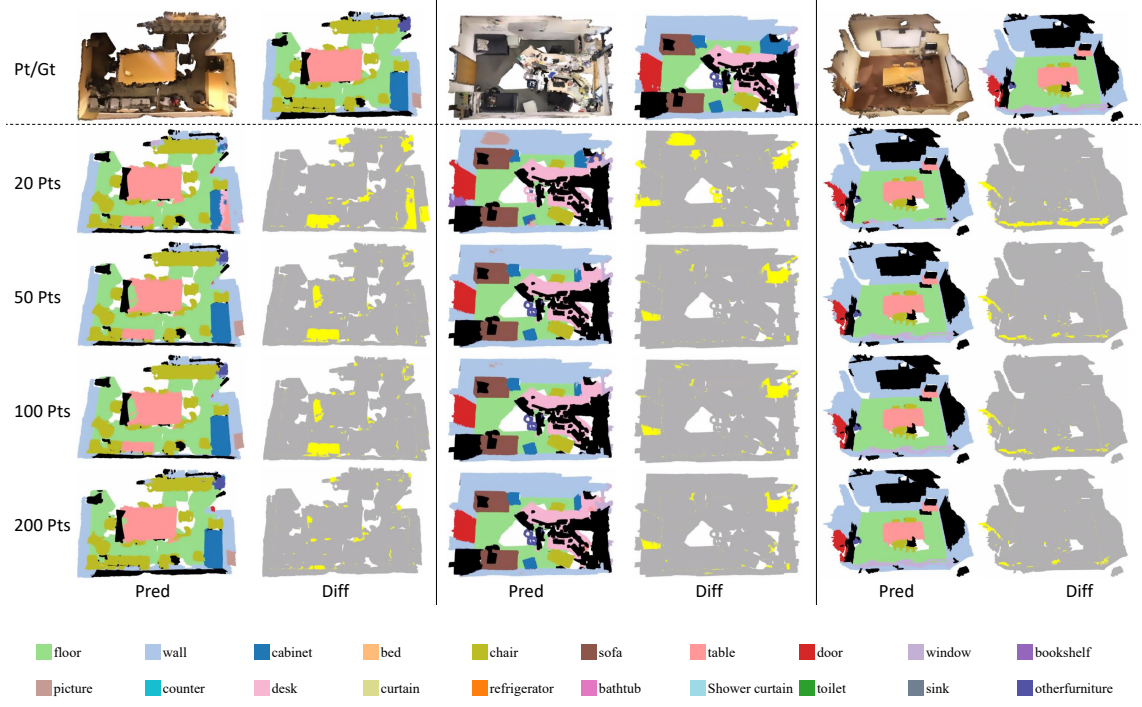 Pt/Gt
20 Pts
50 Pts
100 Pts
200 Pts
Pred Diff Pred Diff Pred Diff
floor wall cabinet bed chair sofa table door window bookshelf
picture counter desk curtain refrigerator bathtub Shower curtain toilet sink otherfurniture